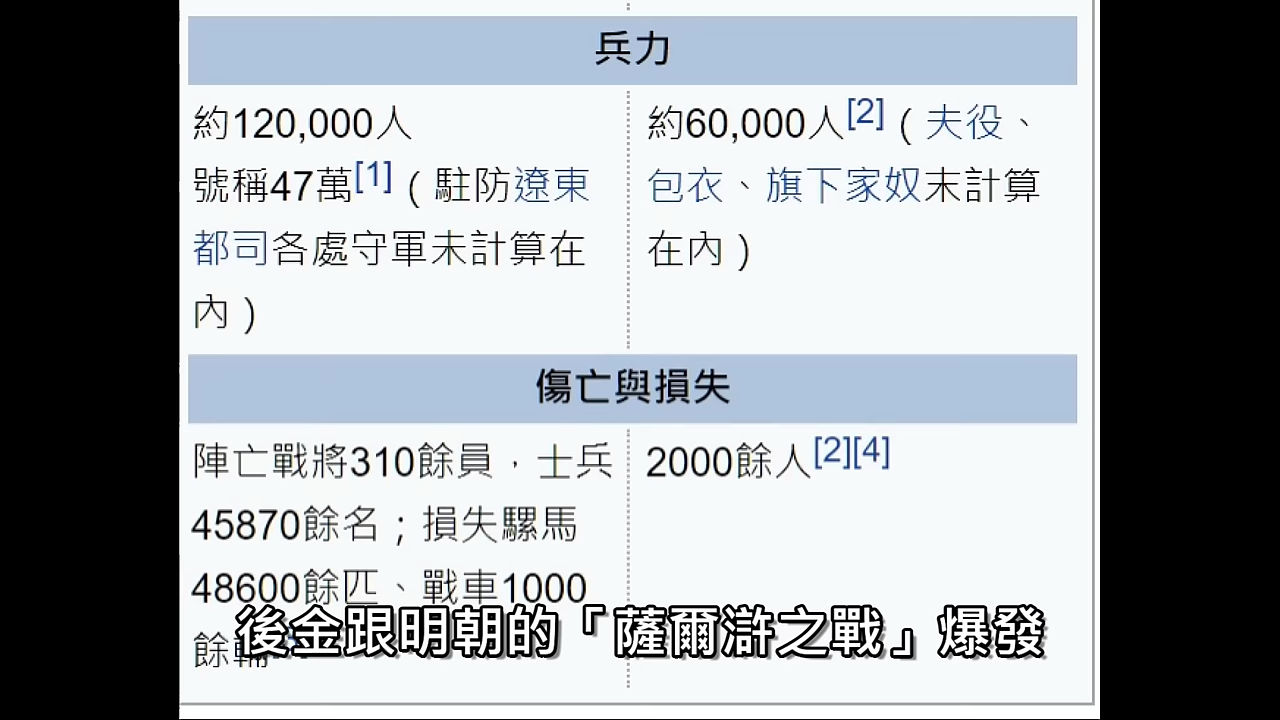 兵力
約120,000人
號稱47萬[1]（駐防遼東
都司各處守軍未計算在
內）
約60,000人[2]（夫役、
包衣、旗下家奴末計算
在內）
傷亡與損失
陣亡戰將310餘員，士兵
45870餘名；損失騾馬
48600餘匹、戰車1000
餘輛
2000餘人[2][4]
後金跟明朝的「薩爾滸之戰」爆發